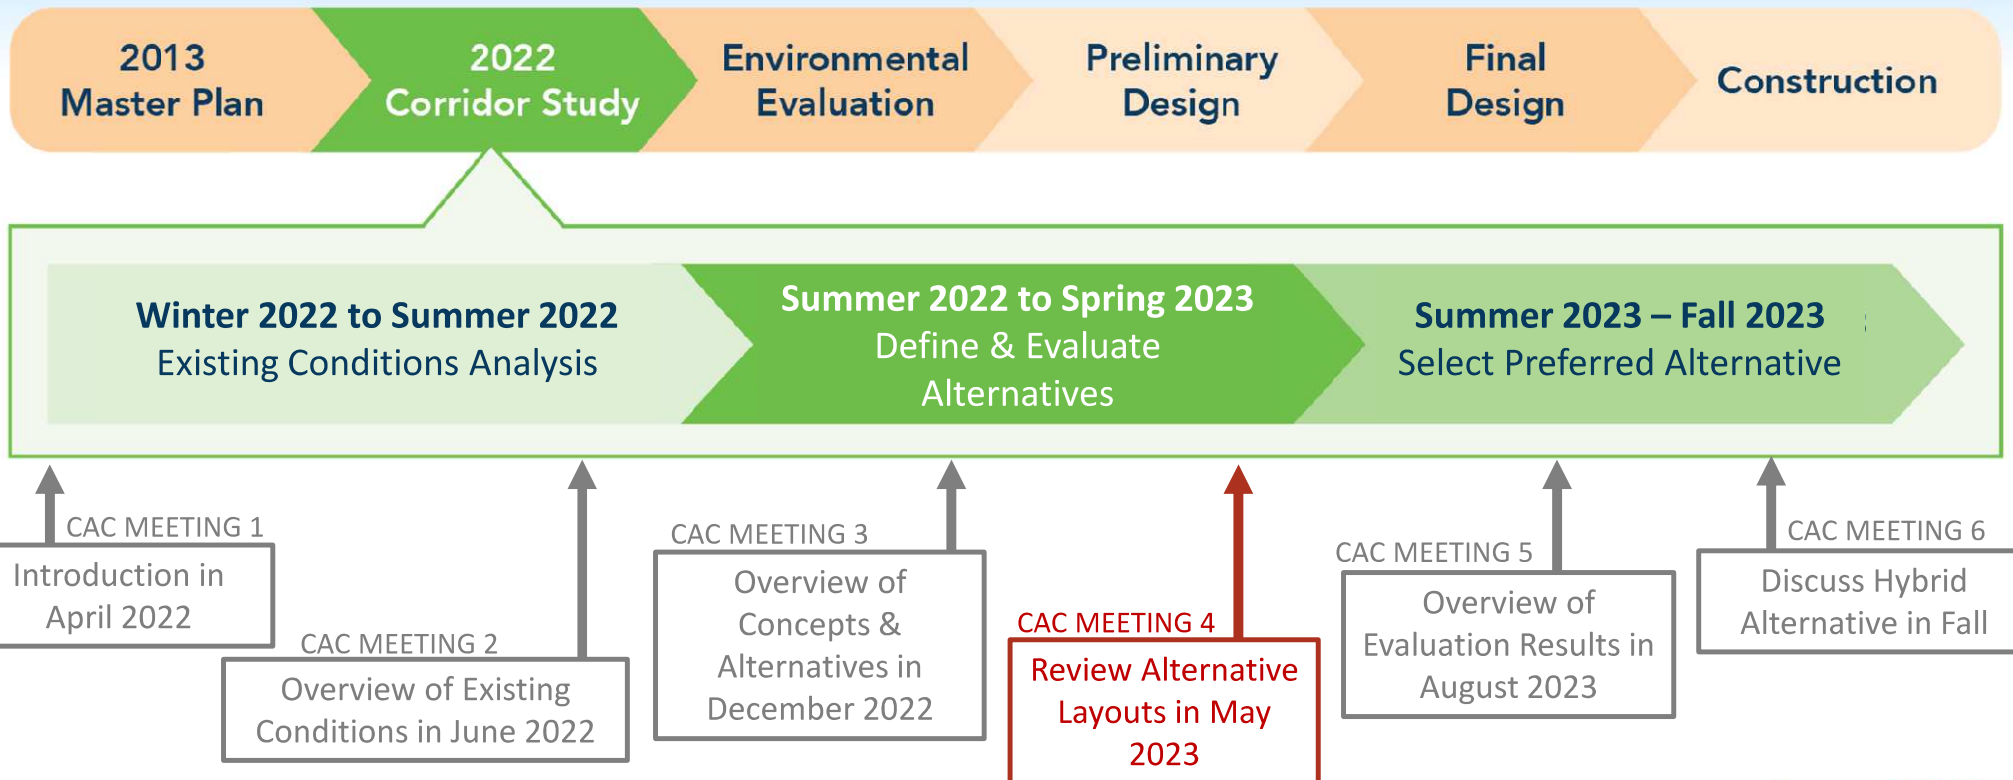 2013
Master Plan
2022
Corridor Study
Environmental
Evaluation
Preliminary
Design
Final
Design
Construction
Winter 2022 to Summer 2022
Existing Conditions Analysis
Summer 2022 to Spring 2023
Define & Evaluate
Alternatives
Summer 2023 – Fall 2023
Select Preferred Alternative
CAC MEETING 1
Introduction in
April 2022
CAC MEETING 2
Overview of Existing
Conditions in June 2022
CAC MEETING 3
Overview of
Concepts &
Alternatives in
December 2022
CAC MEETING 4
Review Alternative
Layouts in May
2023
CAC MEETING 5
Overview of
Evaluation Results in
August 2023
CAC MEETING 6
Discuss Hybrid
Alternative in Fall